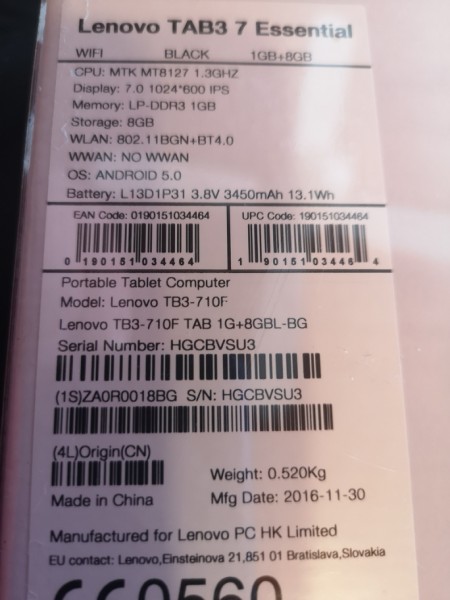 Lenovo TAB3 7 Essential
WIFI BLACK 1GB+8GB
CPU: MTK MT8127 1.3GHZ
Display: 7.0 1024*600 IPS
Memory: LP-DDR3 1GB
Storage: 8GB
WLAN: 802.11BGN+BT4.0
WWAN: NO WWAN
OS: ANDROID 5.0
Battery: L13D1P31 3.8V 3450mAh 13.1Wh
EAN Code: 0190151034464 UPC Code: 190151034464
0 190151 034464 1 90151 03446 4
Portable Tablet Computer
Model: Lenovo TB3-710F
Lenovo TB3-710F TAB 1G+8GBL-BG
Serial Number: HGCBVSU3
(1S)ZA0R0018BG S/N: HGCBVSU3
(4L)Origin(CN)
Weight: 0.520Kg
Made in China Mfg Date: 2016-11-30
Manufactured for Lenovo PC HK Limited
EU contact: Lenovo,Einsteinova 21,851 01 Bratislava,Slovakia
CE0560